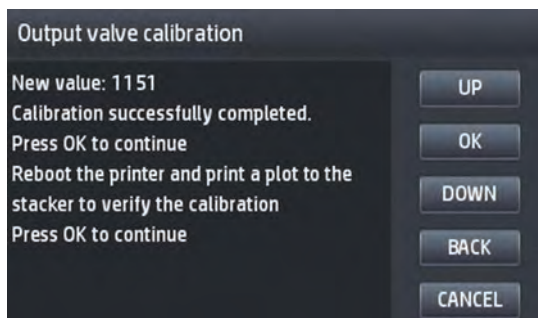 Output valve calibration
New value: 1151
Calibration successfully completed.
Press OK to continue
Reboot the printer and print a plot to the
stacker to verify the calibration
Press OK to continue
UP
OK
DOWN
BACK
CANCEL